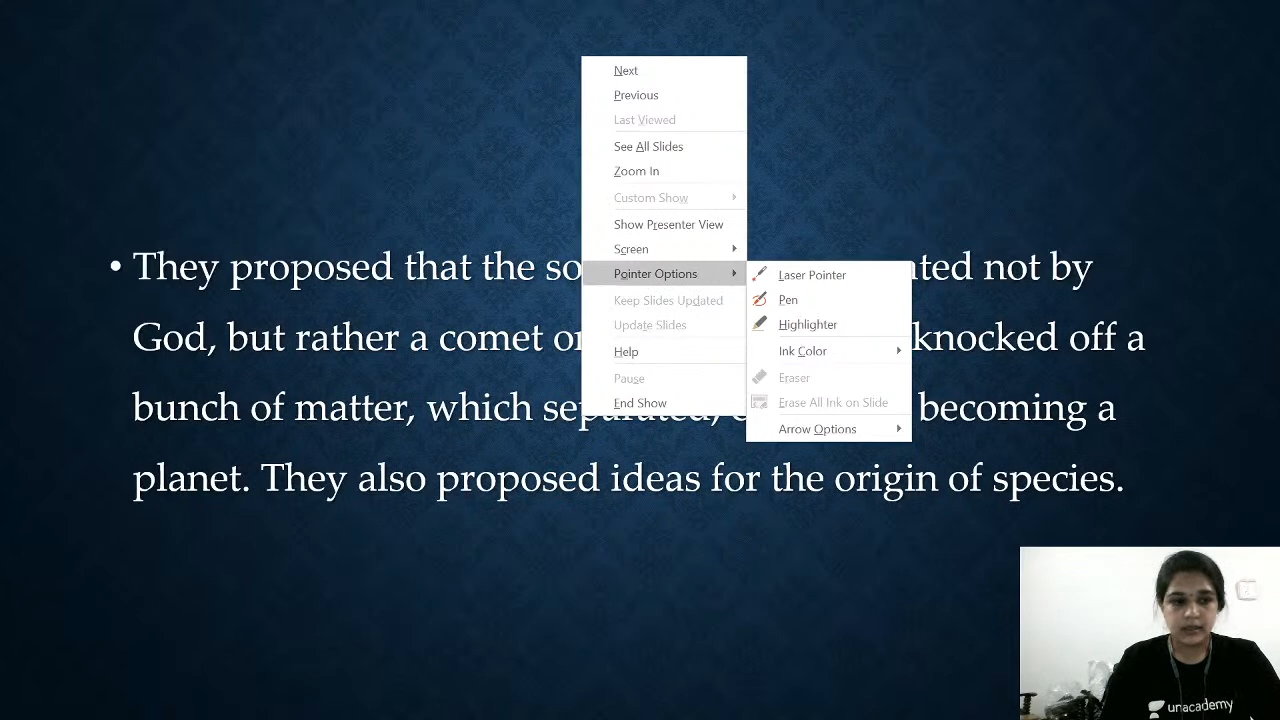 Next
Previous
Last Viewed
See All Slides
Zoom In
Custom Show
Show Presenter View
Screen
Pointer Options
Keep Slides Updated
Update Slides
Help
Pause
End Show
Laser Pointer
Pen
Highlighter
Ink Color
Eraser
Erase All Ink on Slide
Arrow Options
• They proposed that the so ted not by
God, but rather a comet knocked off a
bunch of matter, which separated, becoming a
planet. They also proposed ideas for the origin of species.
unacademy